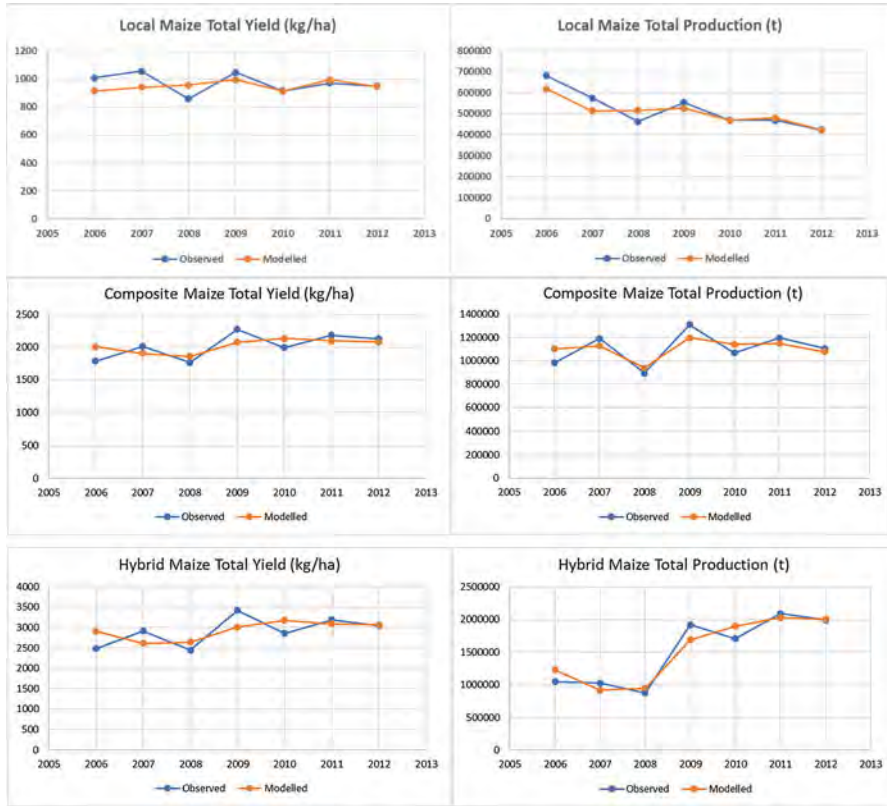 Local Maize Total Yield (kg/ha)
1200
1000
800
600
400
200
0
2005 2006 2007 2008 2009 2010 2011 2012 2013
Observed Modelled
Local Maize Total Production (t)
800000
700000
600000
500000
400000
300000
200000
100000
0
2005 2006 2007 2008 2009 2010 2011 2012 2013
Observed Modelled
Composite Maize Total Yield (kg/ha)
2500
2000
1500
1000
500
0
2005 2006 2007 2008 2009 2010 2011 2012 2013
Observed Modelled
Composite Maize Total Production (t)
1400000
1200000
1000000
800000
600000
400000
200000
0
2005 2006 2007 2008 2009 2010 2011 2012 2013
Observed Modelled
Hybrid Maize Total Yield (kg/ha)
4000
3500
3000
2500
2000
1500
1000
500
0
2005 2006 2007 2008 2009 2010 2011 2012 2013
Observed Modelled
Hybrid Maize Total Production (t)
2500000
2000000
1500000
1000000
500000
0
2005 2006 2007 2008 2009 2010 2011 2012 2013
Observed Modelled